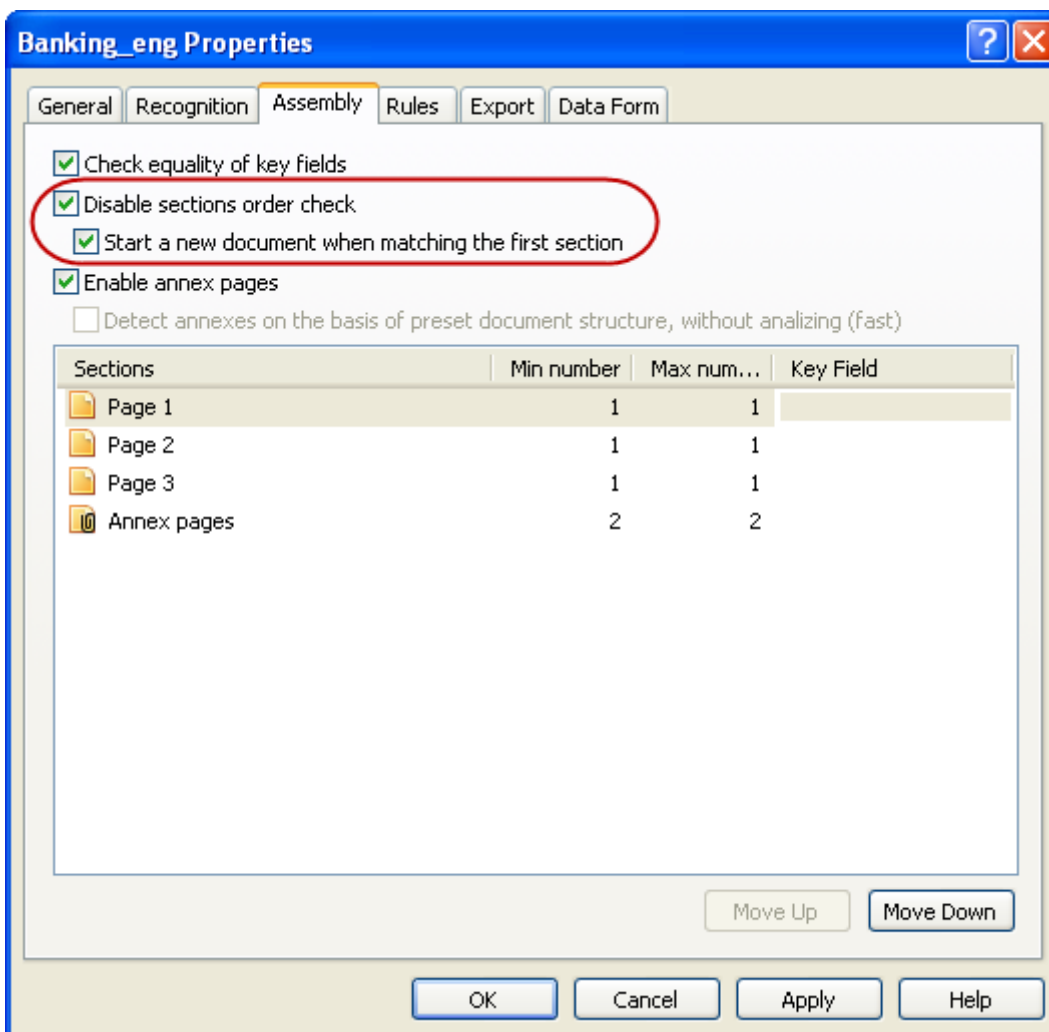 Banking_eng Properties
General Recognition Assembly Rules Export Data Form
Check equality of key fields
Disable sections order check
Start a new document when matching the first section
Enable annex pages
Detect annexes on the basis of preset document structure, without analizing (fast)
Sections Min number Max num... Key Field
Page 1 1 1
Page 2 1 1
Page 3 1 1
Annex pages 2 2
Move Up Move Down
OK Cancel Apply Help